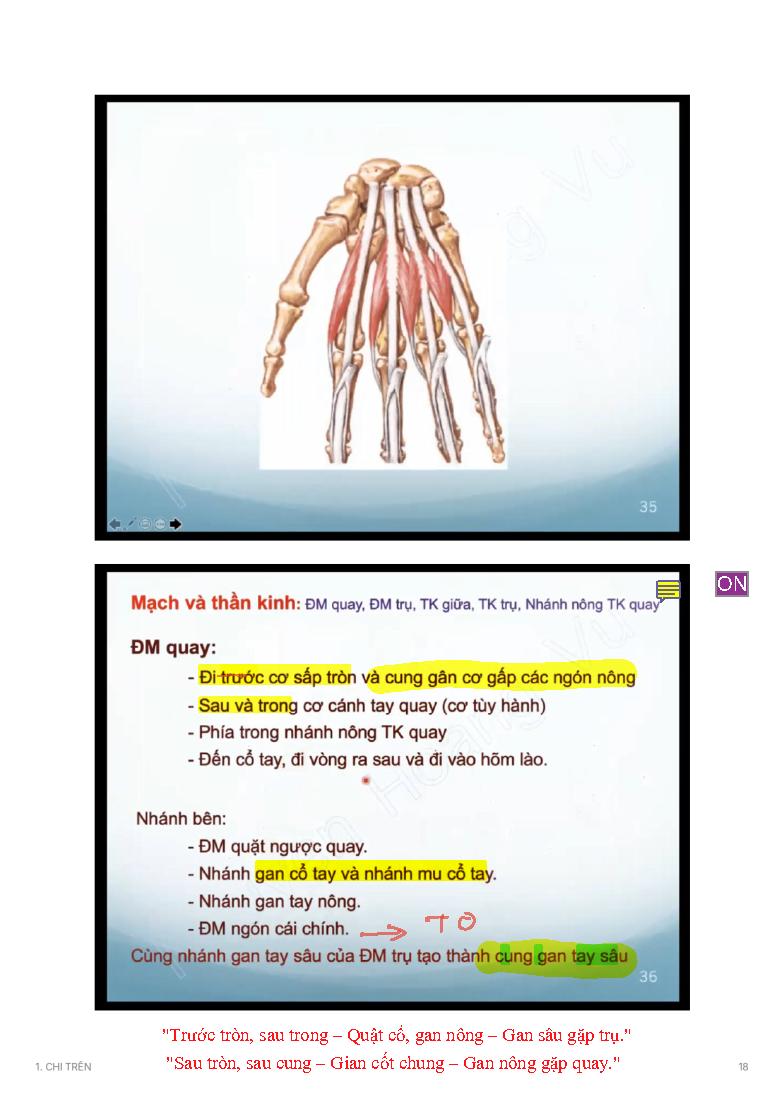 35
ON
Mạch và thần kinh: ĐM quay, ĐM trụ, TK giữa, TK trụ, Nhánh nông TK quay
ĐM quay:
- Đi trước cơ sấp tròn và cung gân cơ gấp các ngón nông
- Sau và trong cơ cánh tay quay (cơ tùy hành)
- Phía trong nhánh nông TK quay
- Đến cổ tay, đi vòng ra sau và đi vào hõm lào.
Nhánh bên:
- ĐM quặt ngược quay.
- Nhánh gan cổ tay và nhánh mu cổ tay.
- Nhánh gan tay nông.
- ĐM ngón cái chính. → TO
Cùng nhánh gan tay sâu của ĐM trụ tạo thành cung gan tay sâu
36
"Trước tròn, sau trong – Quặt cổ, gan nông – Gan sâu gặp trụ."
"Sau tròn, sau cung – Gian cốt chung – Gan nông gặp quay."
1. CHI TRÊN
18